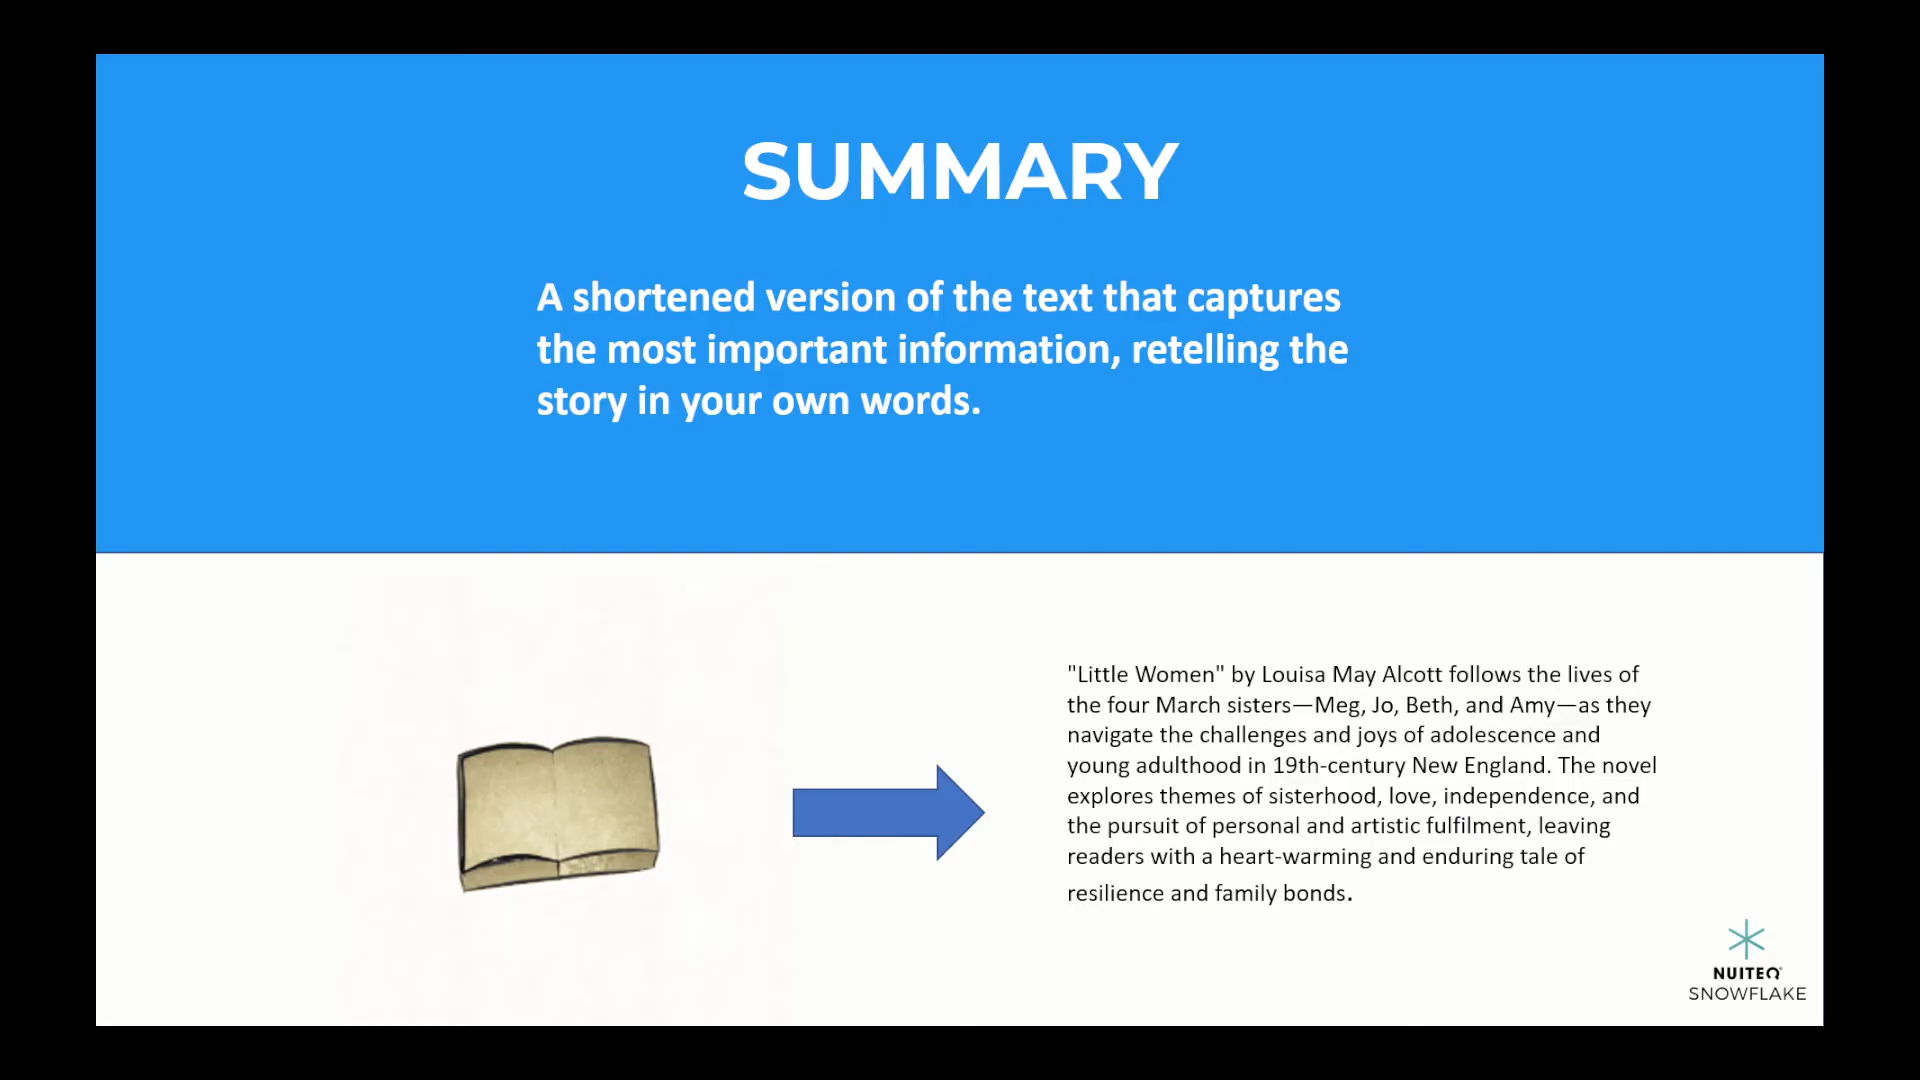 SUMMARY
A shortened version of the text that captures
the most important information, retelling the
story in your own words.
"Little Women" by Louisa May Alcott follows the lives of
the four March sisters—Meg, Jo, Beth, and Amy—as they
navigate the challenges and joys of adolescence and
young adulthood in 19th-century New England. The novel
explores themes of sisterhood, love, independence, and
the pursuit of personal and artistic fulfilment, leaving
readers with a heart-warming and enduring tale of
resilience and family bonds.
NUITEQ
SNOWFLAKE